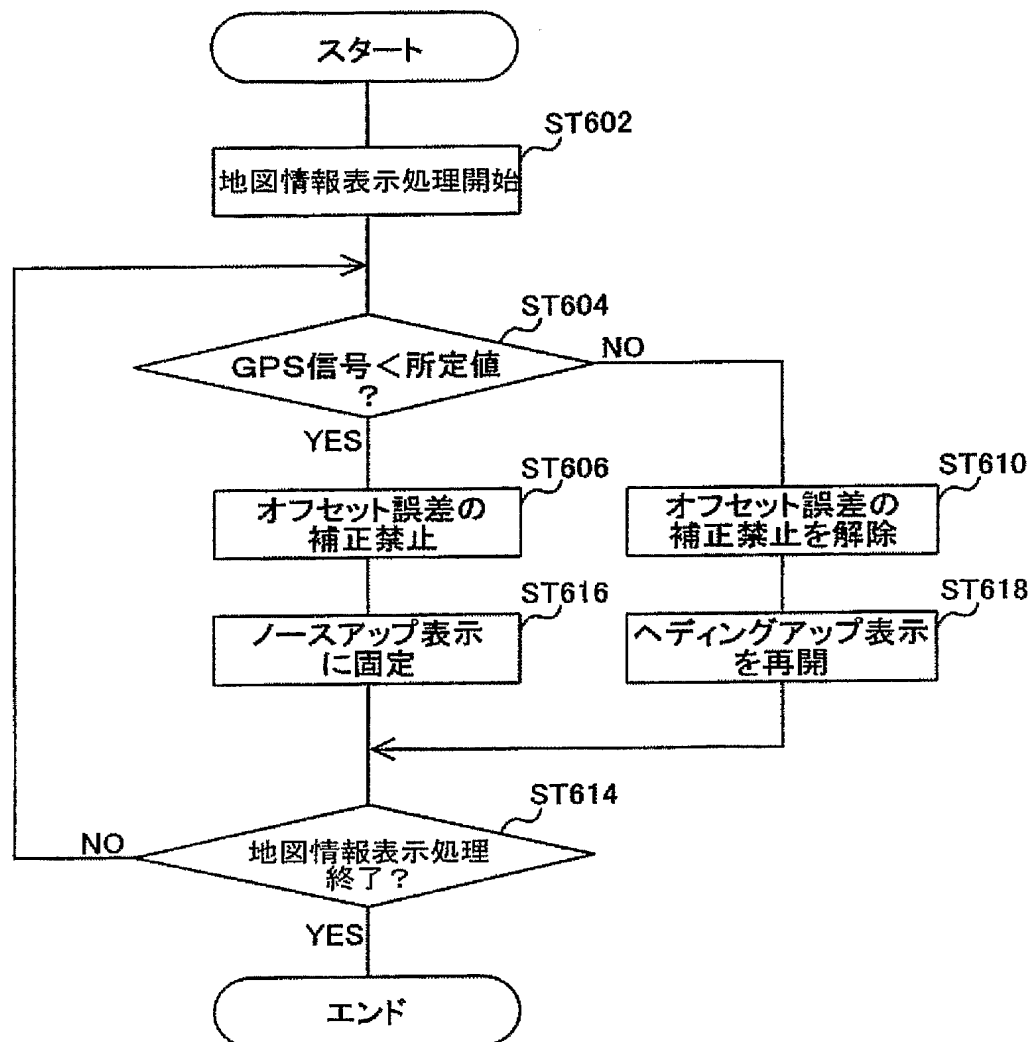 スタート
ST602
地図情報表示処理開始
ST604
GPS信号<所定値
?
NO
YES
ST606
オフセット誤差の
補正禁止
ST610
オフセット誤差の
補正禁止を解除
ST616
ノースアップ表示
に固定
ST618
ヘディングアップ表示
を再開
ST614
地図情報表示処理
終了?
NO
YES
エンド